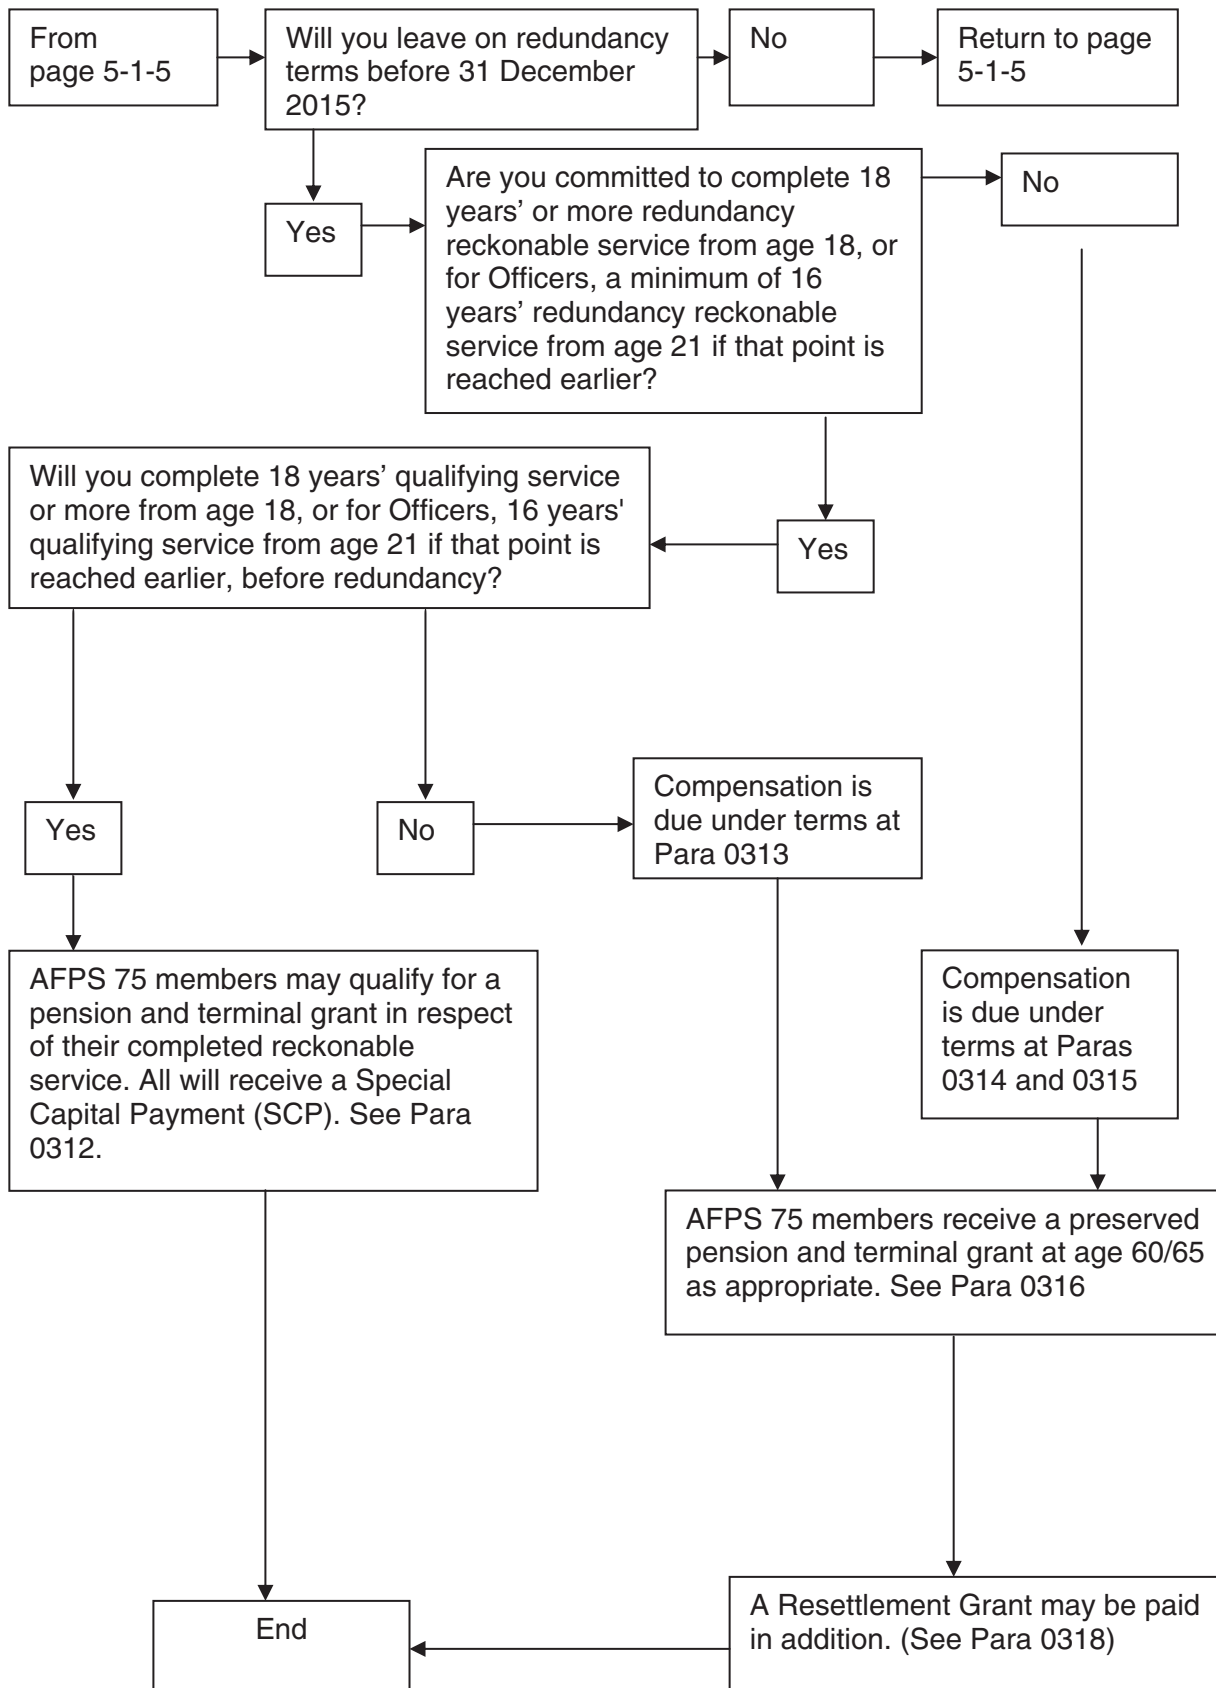 From
page 5-1-5
Will you leave on redundancy
terms before 31 December
2015?
No
Return to page
5-1-5
Yes
Are you committed to complete 18
years’ or more redundancy
reckonable service from age 18, or
for Officers, a minimum of 16
years’ redundancy reckonable
service from age 21 if that point is
reached earlier?
No
Yes
Will you complete 18 years’ qualifying service
or more from age 18, or for Officers, 16 years'
qualifying service from age 21 if that point is
reached earlier, before redundancy?
Yes
No
Compensation is
due under terms at
Para 0313
AFPS 75 members may qualify for a
pension and terminal grant in respect
of their completed reckonable
service. All will receive a Special
Capital Payment (SCP). See Para
0312.
Compensation
is due under
terms at Paras
0314 and 0315
AFPS 75 members receive a preserved
pension and terminal grant at age 60/65
as appropriate. See Para 0316
A Resettlement Grant may be paid
in addition. (See Para 0318)
End